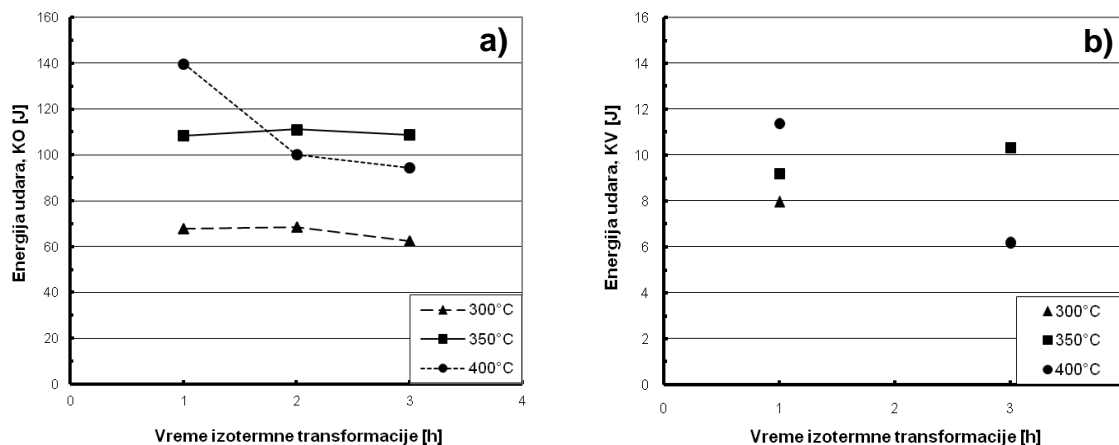 a)
Energija udara, KO [J]
160
140
120
100
80
60
40
20
0
0 1 2 3 4
300°C
350°C
400°C
Vreme izotermne transformacije [h]
b)
Energija udara, KV [J]
16
14
12
10
8
6
4
2
0
0 1 2 3
300°C
350°C
400°C
Vreme izotermne transformacije [h]